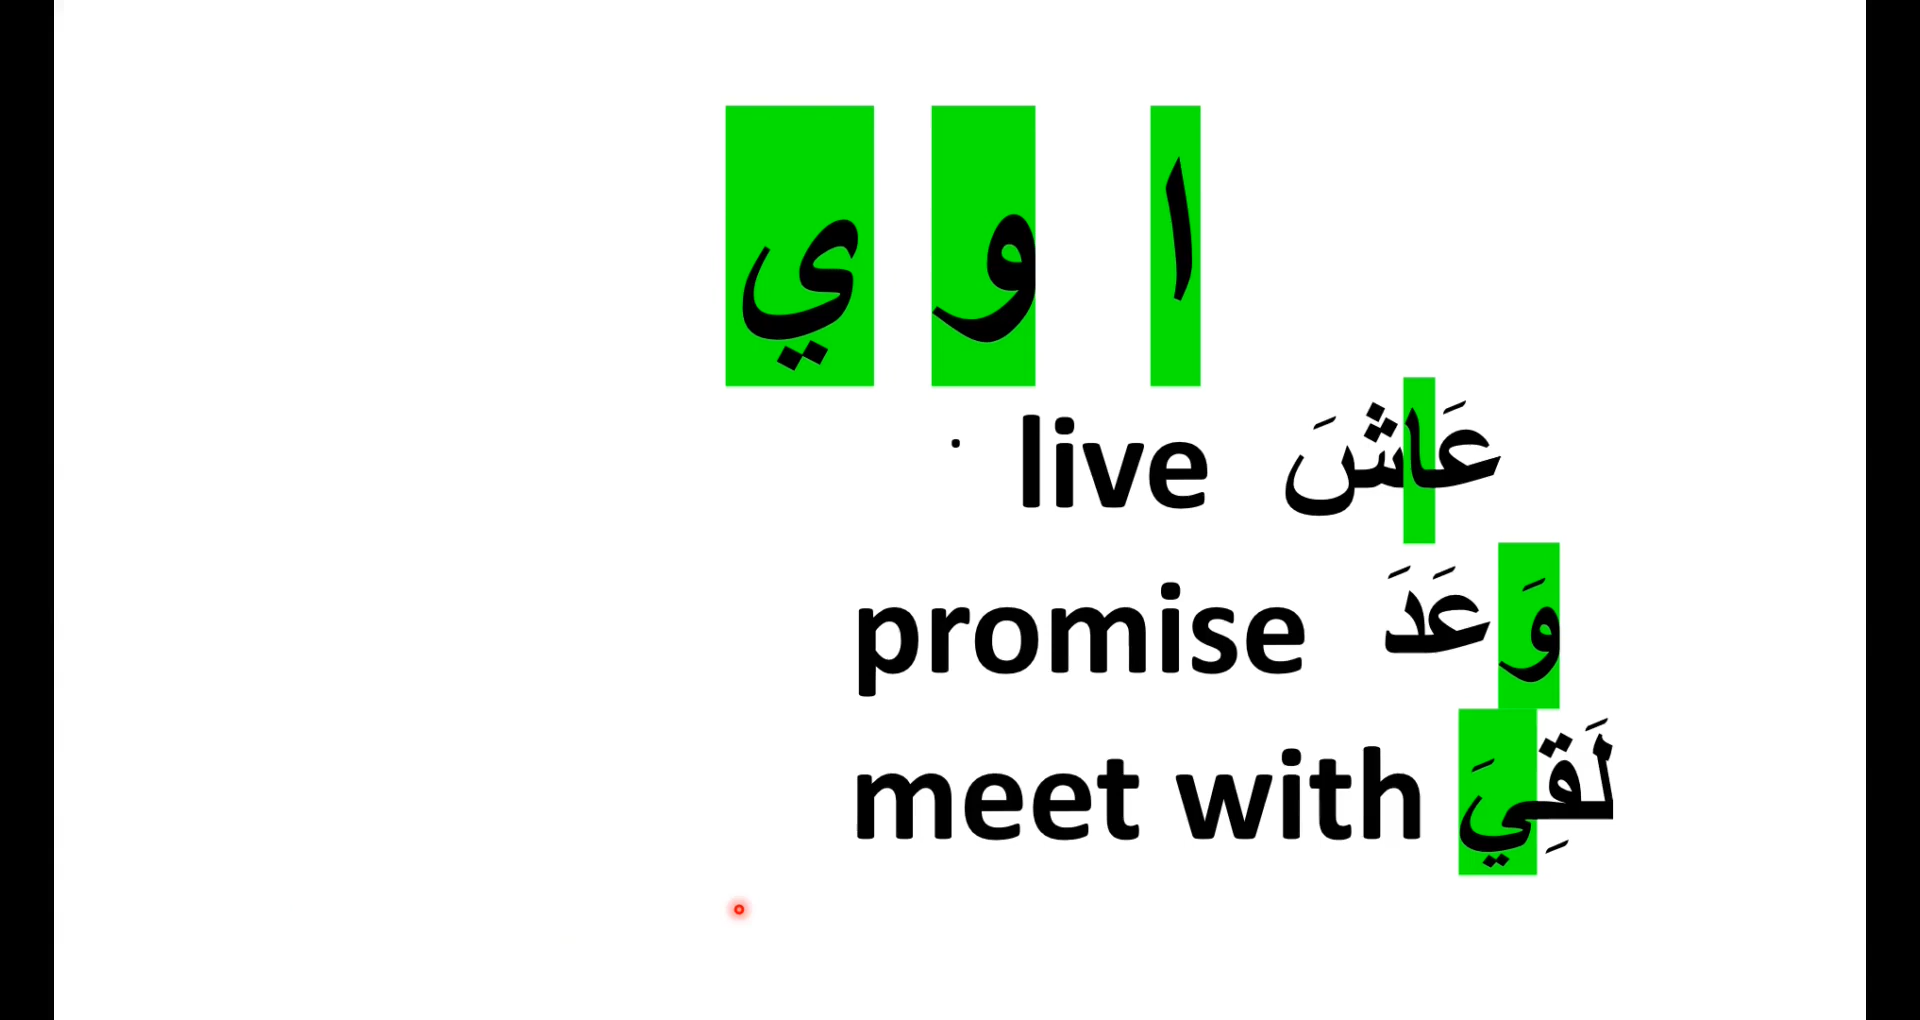 ا و ي
عَاشَ live
وَعَدَ promise
لَقِيَ meet with